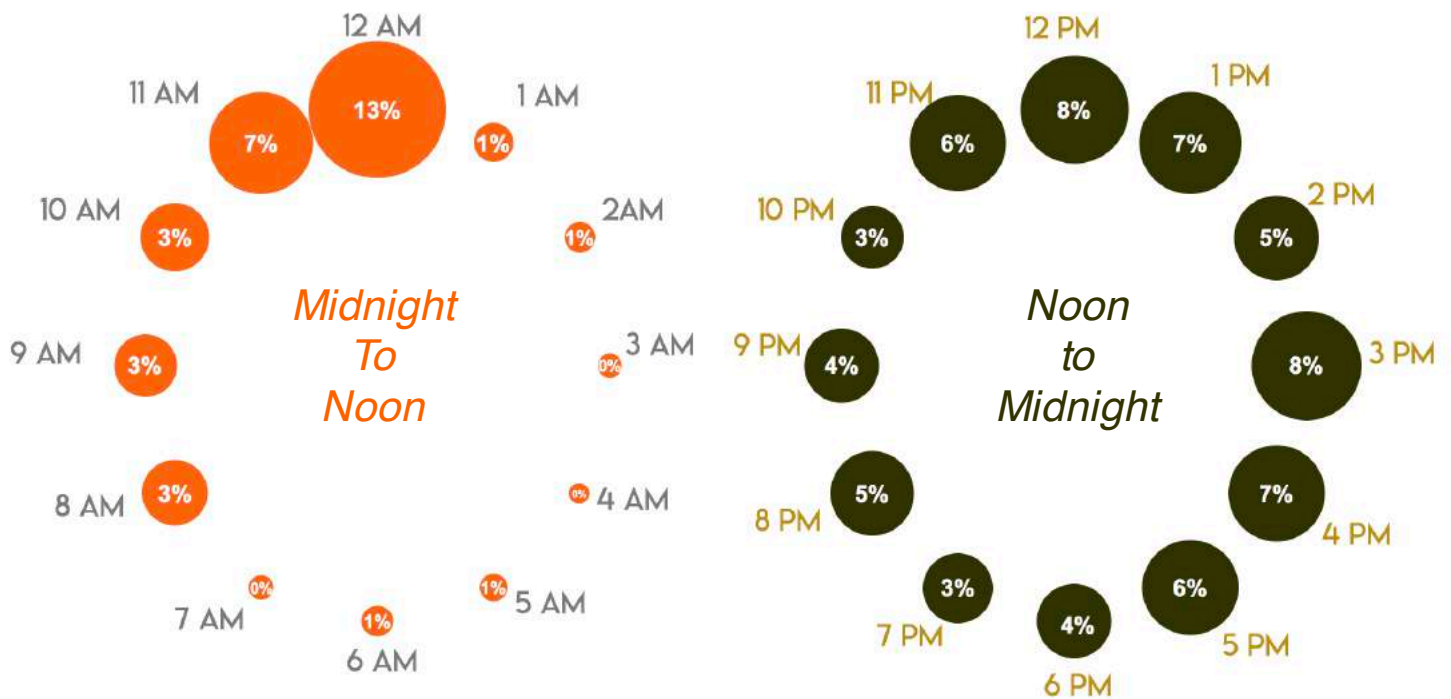 12 AM
13%
1 AM
1%
2AM
1%
3 AM
0%
4 AM
0%
5 AM
1%
6 AM
1%
7 AM
0%
8 AM
3%
9 AM
3%
10 AM
3%
11 AM
7%
Midnight
To
Noon
12 PM
8%
1 PM
7%
2 PM
5%
3 PM
8%
4 PM
7%
5 PM
6%
6 PM
4%
7 PM
3%
8 PM
5%
9 PM
4%
10 PM
3%
11 PM
6%
Noon
to
Midnight